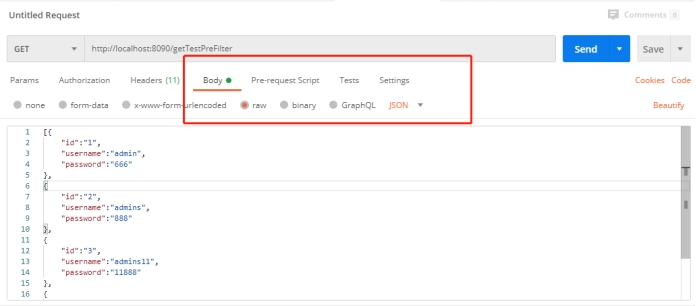 Untitled Request
Comments 0
GET http://localhost:8090/getTestPreFilter Send Save
Params Authorization Headers (11) Body Pre-request Script Tests Settings Cookies Code
none form-data x-www-form-urlencoded raw binary GraphQL JSON Beautify
1 [{
2 "id":"1",
3 "username":"admin",
4 "password":"666"
5 },
6 {
7 "id":"2",
8 "username":"admins",
9 "password":"888"
10 },
11 {
12 "id":"3",
13 "username":"admins11",
14 "password":"11888"
15 },
16 {